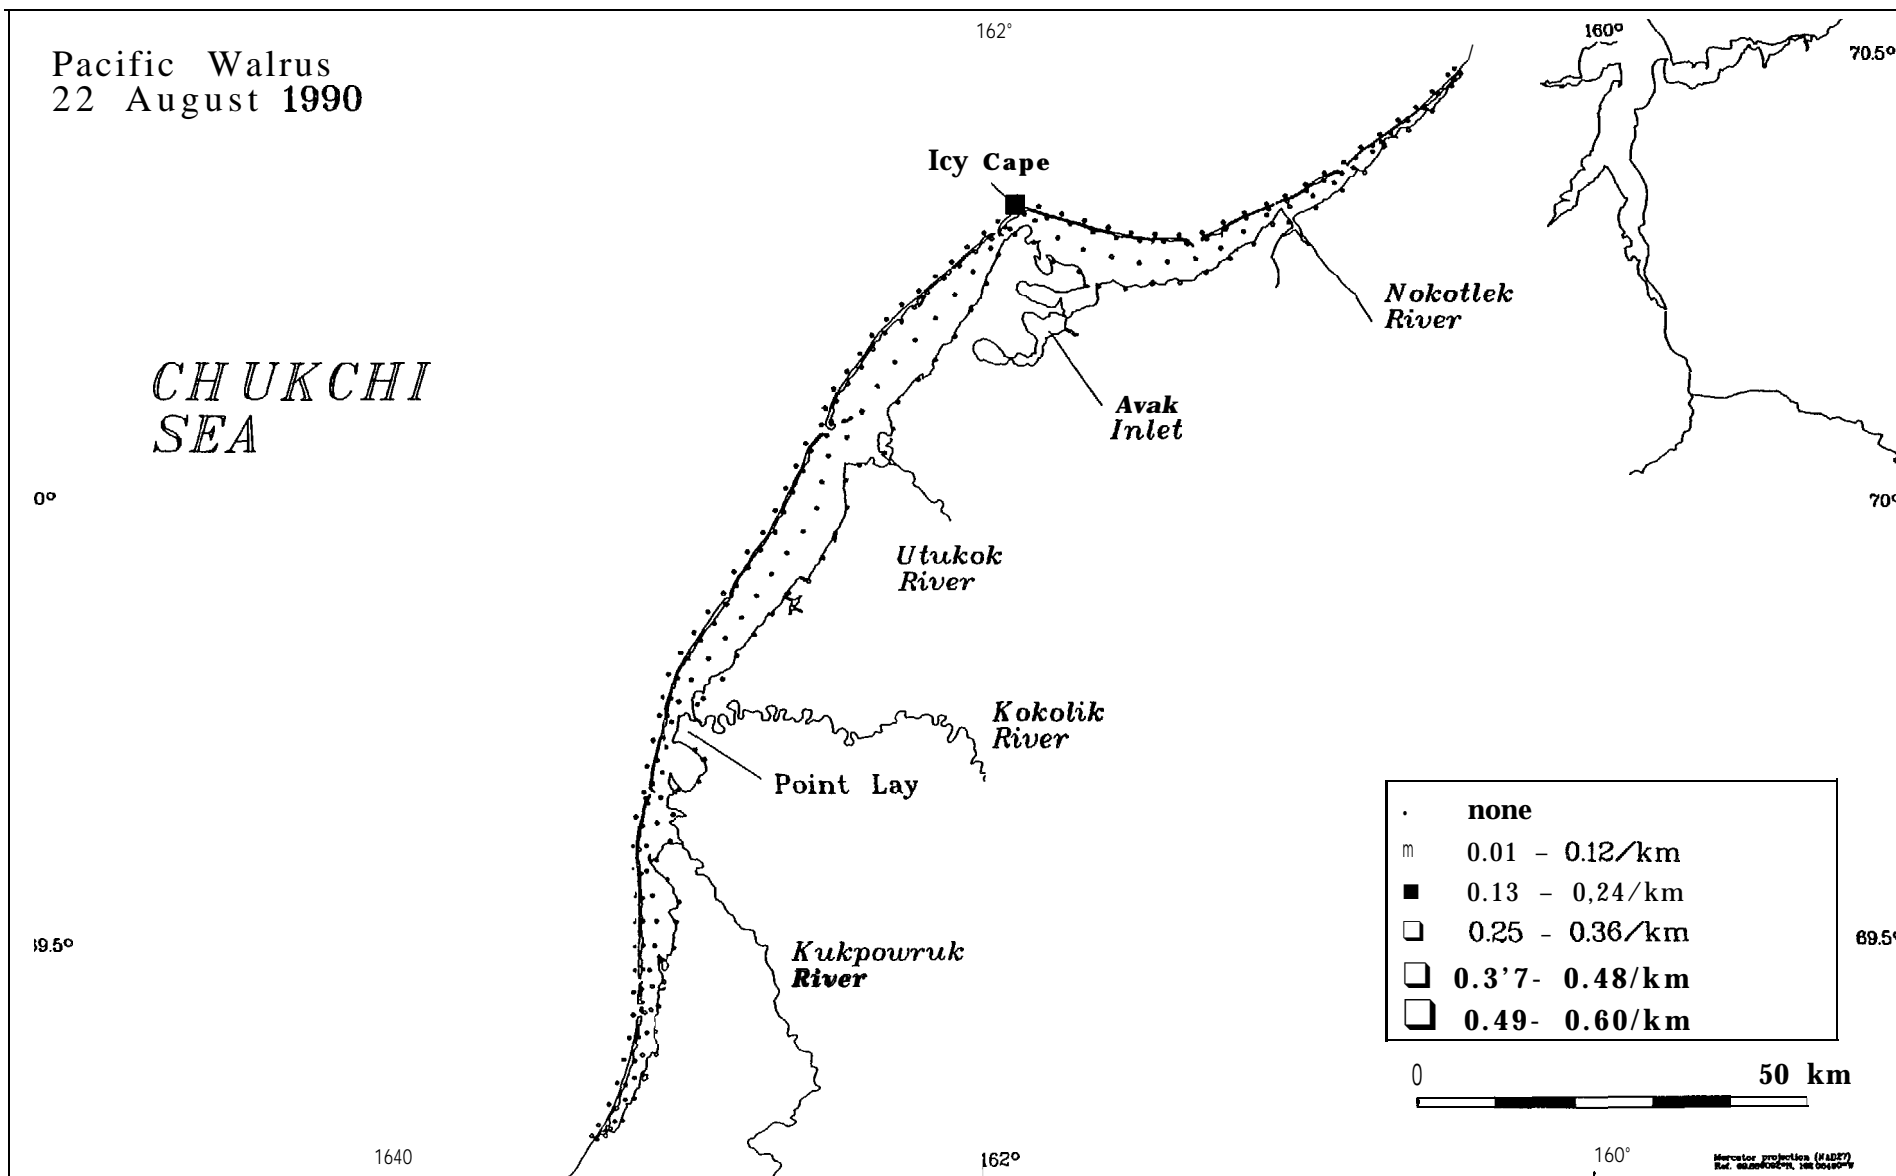 162°
160°
70.5°
Pacific Walrus
22 August 1990
Icy Cape
Nokotlek
River
CHUKCHI
SEA
Avak
Inlet
0°
70°
Utukok
River
Kokolik
River
Point Lay
none
m 0.01 - 0.12/km
0.13 - 0,24/km
0.25 - 0.36/km
0.3'7- 0.48/km
0.49- 0.60/km
39.5°
69.5°
Kukpowruk
River
0 50 km
1640
162°
160°
Mercator projection (NAD27)